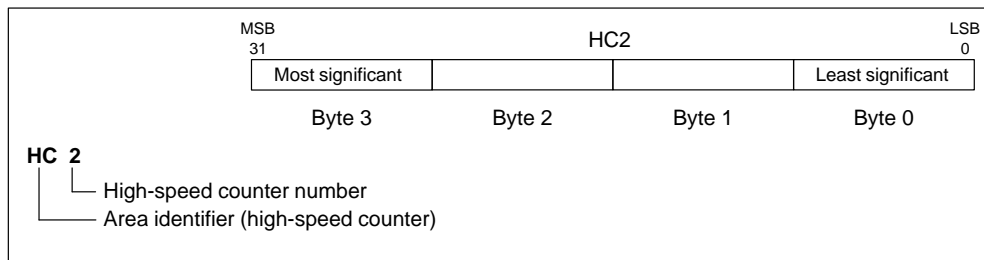 MSB LSB
31 HC2 0
Most significant Least significant
Byte 3 Byte 2 Byte 1 Byte 0
HC 2
High-speed counter number
Area identifier (high-speed counter)